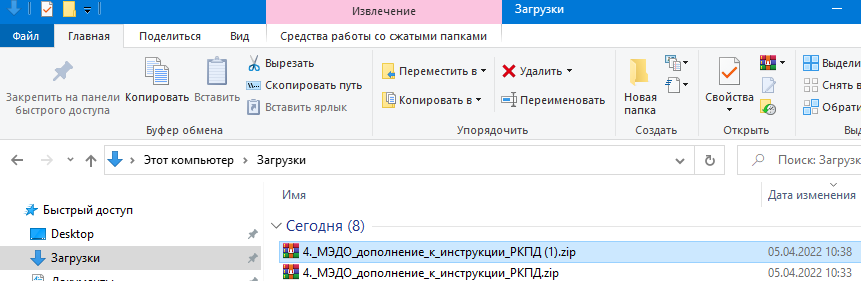 Извлечение
Загрузки
Файл
Главная
Поделиться
Вид
Средства работы со сжатыми папками
Закрепить на панели
быстрого доступа
Копировать
Вставить
Вырезать
Скопировать путь
Вставить ярлык
Буфер обмена
Переместить в
Копировать в
Удалить
Переименовать
Упорядочить
Новая
папка
Создать
Свойства
Открыть
Выдели
Снять в
Обрати
Выд
Этот компьютер
Загрузки
Поиск: Загрузк
Имя
Дата изменения
Быстрый доступ
Desktop
Загрузки
Сегодня (8)
4._МЭДО_дополнение_к_инструкции_РКПД (1).zip 05.04.2022 10:38
4._МЭДО_дополнение_к_инструкции_РКПД.zip 05.04.2022 10:33